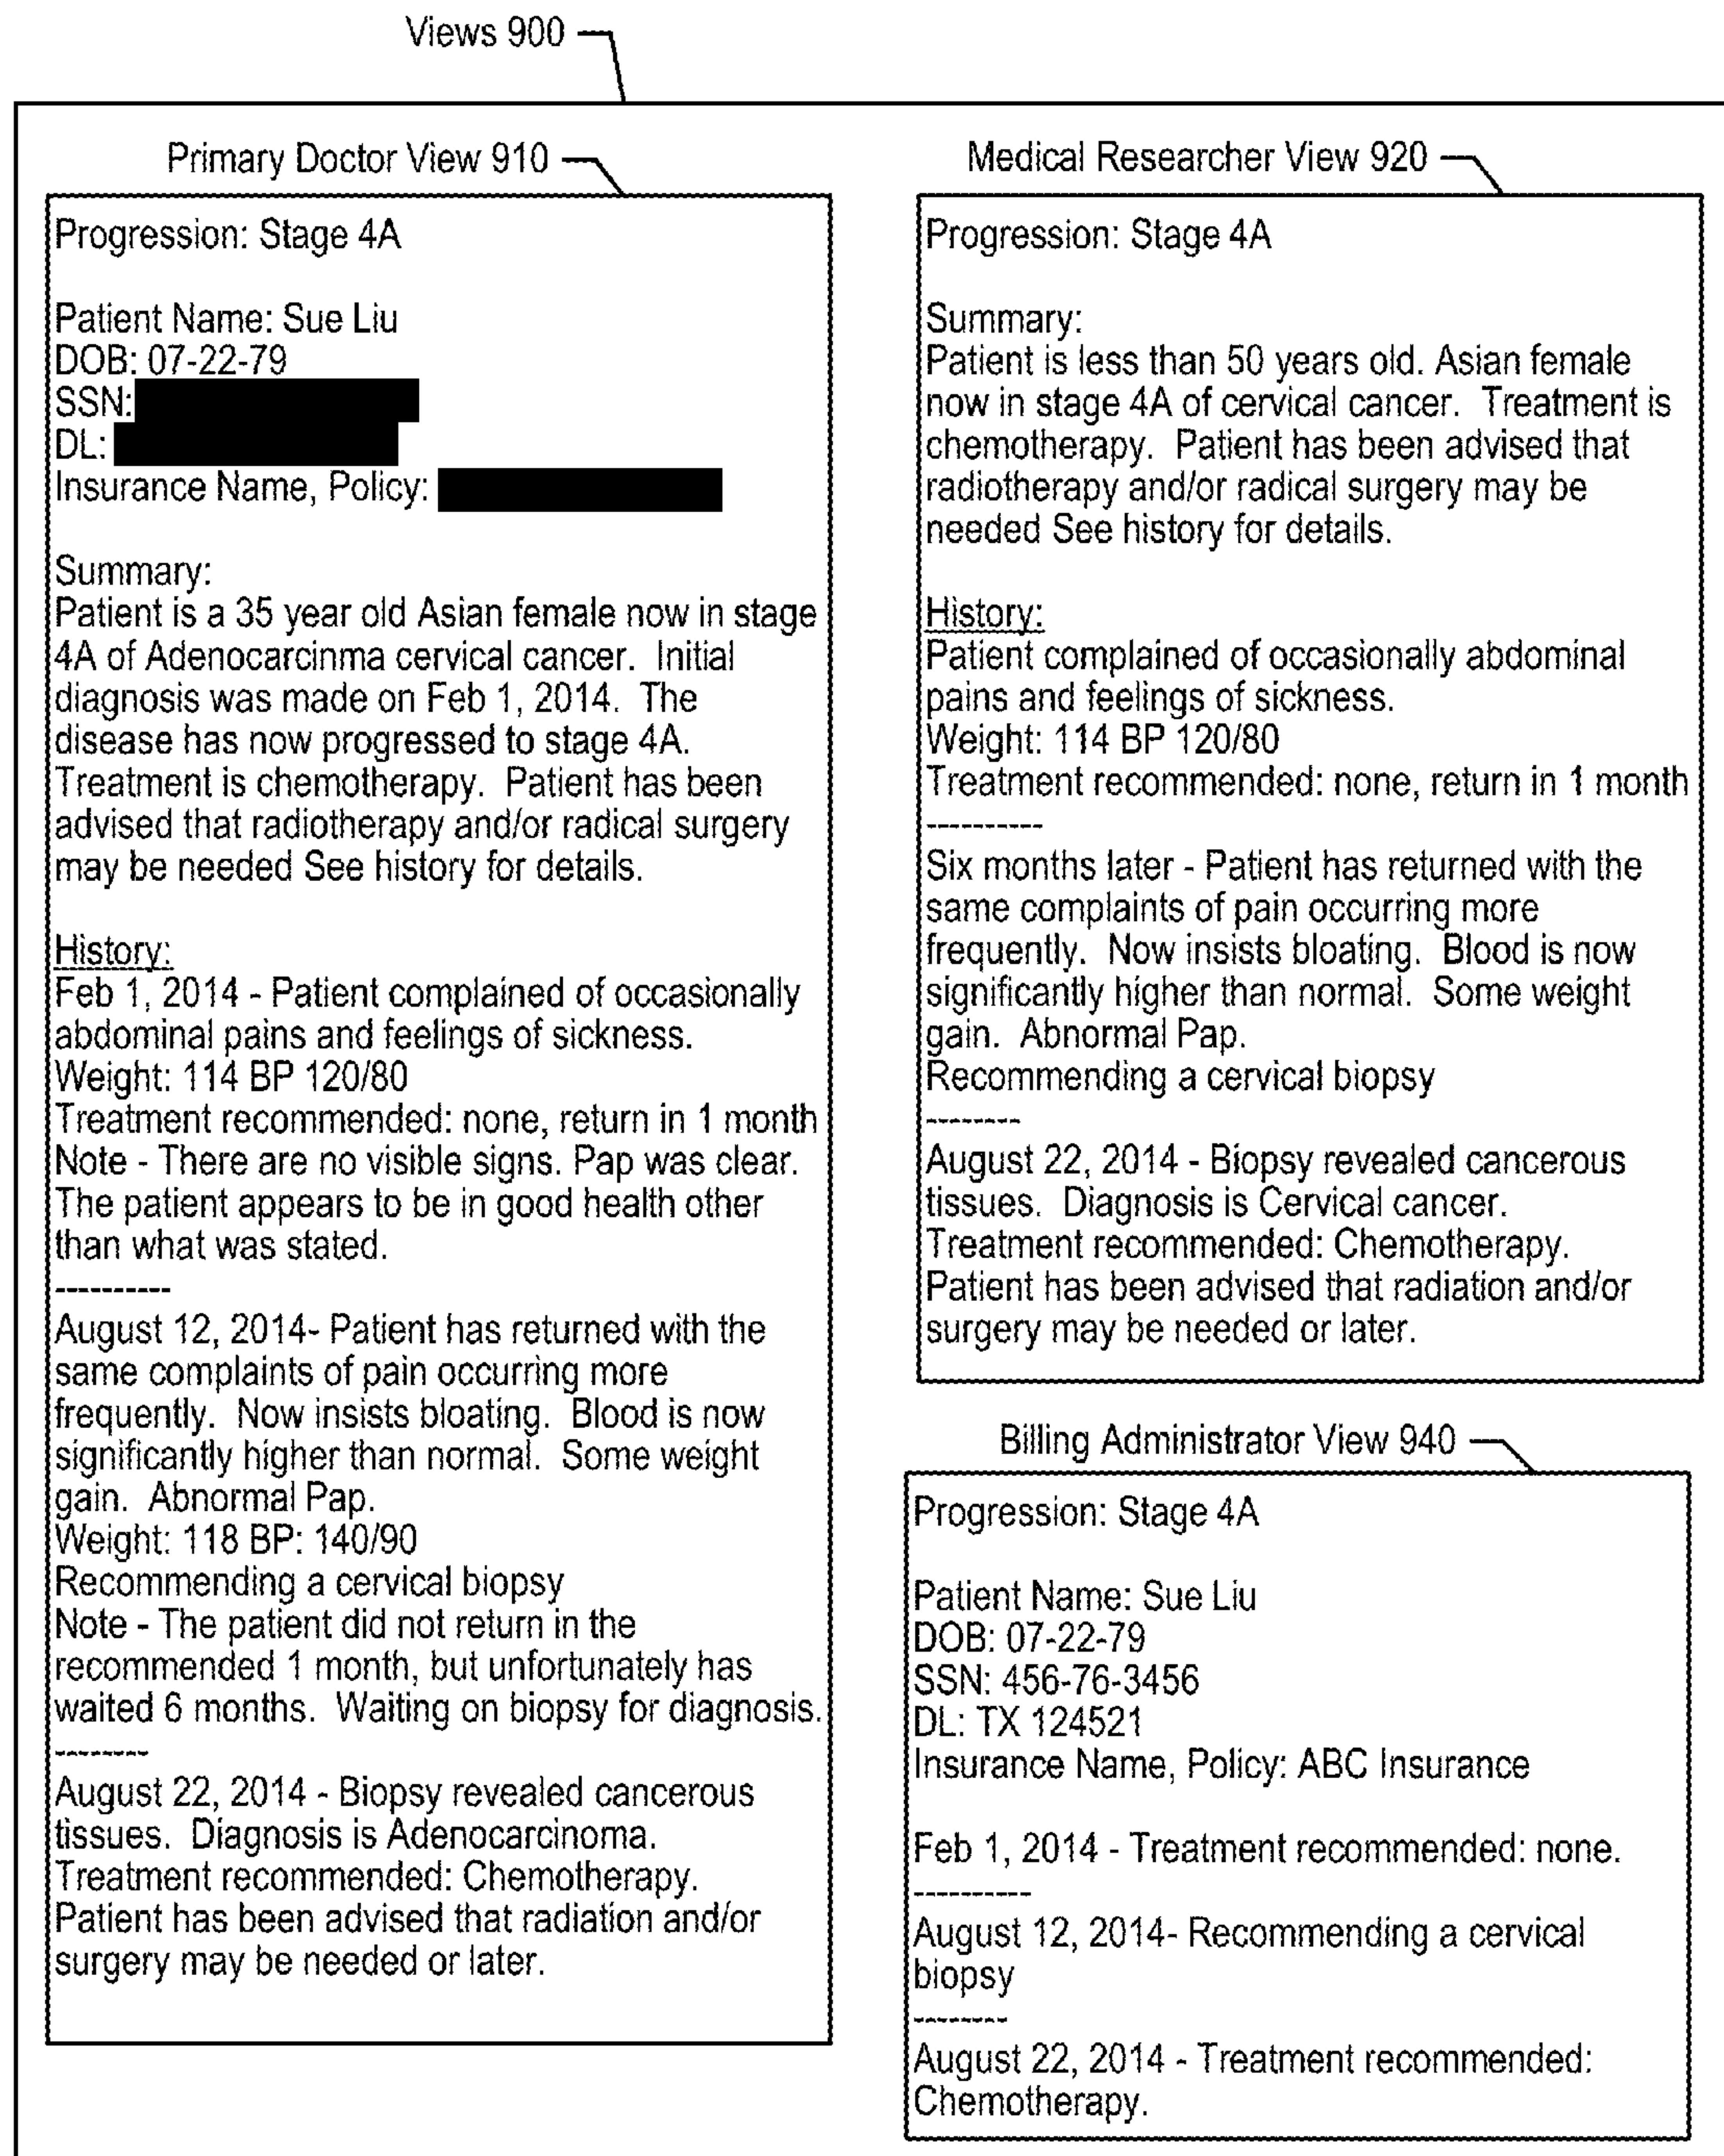 Views 900
Primary Doctor View 910
Progression: Stage 4A
Patient Name: Sue Liu
DOB: 07-22-79
SSN:
DL:
Insurance Name, Policy:
Summary:
Patient is a 35 year old Asian female now in stage
4A of Adenocarcinma cervical cancer.  Initial
diagnosis was made on Feb 1, 2014.  The
disease has now progressed to stage 4A.
Treatment is chemotherapy.  Patient has been
advised that radiotherapy and/or radical surgery
may be needed See history for details.
History:
Feb 1, 2014 - Patient complained of occasionally
abdominal pains and feelings of sickness.
Weight: 114 BP 120/80
Treatment recommended: none, return in 1 month
Note - There are no visible signs. Pap was clear.
The patient appears to be in good health other
than what was stated.
----------
August 12, 2014- Patient has returned with the
same complaints of pain occurring more
frequently.  Now insists bloating.  Blood is now
significantly higher than normal.  Some weight
gain.  Abnormal Pap.
Weight: 118 BP: 140/90
Recommending a cervical biopsy
Note - The patient did not return in the
recommended 1 month, but unfortunately has
waited 6 months.  Waiting on biopsy for diagnosis.
--------
August 22, 2014 - Biopsy revealed cancerous
tissues.  Diagnosis is Adenocarcinoma.
Treatment recommended: Chemotherapy.
Patient has been advised that radiation and/or
surgery may be needed or later.
Medical Researcher View 920
Progression: Stage 4A
Summary:
Patient is less than 50 years old. Asian female
now in stage 4A of cervical cancer.  Treatment is
chemotherapy.  Patient has been advised that
radiotherapy and/or radical surgery may be
needed See history for details.
History:
Patient complained of occasionally abdominal
pains and feelings of sickness.
Weight: 114 BP 120/80
Treatment recommended: none, return in 1 month
----------
Six months later - Patient has returned with the
same complaints of pain occurring more
frequently.  Now insists bloating.  Blood is now
significantly higher than normal.  Some weight
gain.  Abnormal Pap.
Recommending a cervical biopsy
--------
August 22, 2014 - Biopsy revealed cancerous
tissues.  Diagnosis is Cervical cancer.
Treatment recommended: Chemotherapy.
Patient has been advised that radiation and/or
surgery may be needed or later.
Billing Administrator View 940
Progression: Stage 4A
Patient Name: Sue Liu
DOB: 07-22-79
SSN: 456-76-3456
DL: TX 124521
Insurance Name, Policy: ABC Insurance
Feb 1, 2014 - Treatment recommended: none.
----------
August 12, 2014- Recommending a cervical
biopsy
--------
August 22, 2014 - Treatment recommended:
Chemotherapy.